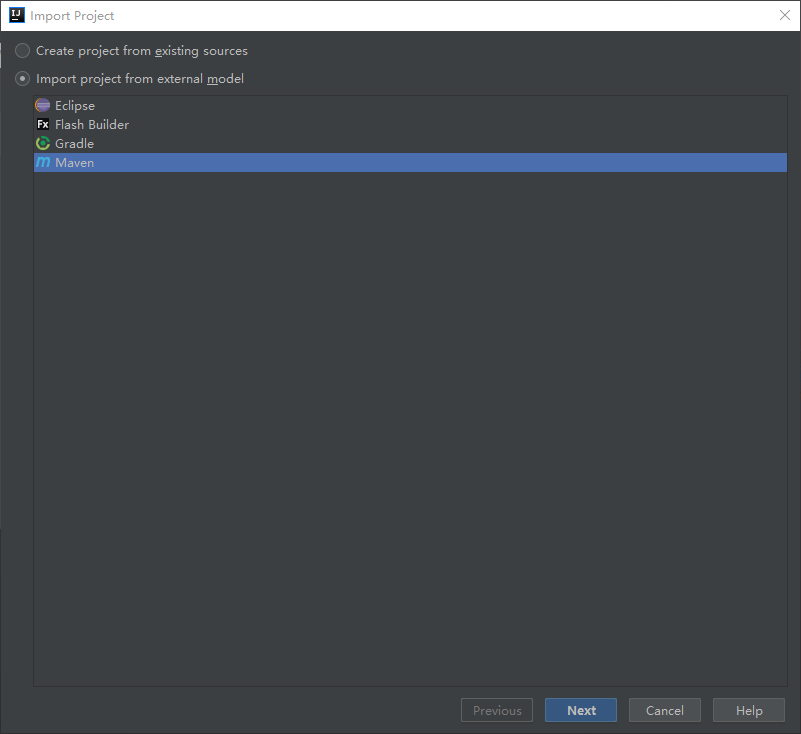 IJ Import Project
Create project from existing sources
Import project from external model
Eclipse
Fx Flash Builder
Gradle
m Maven
Previous Next Cancel Help